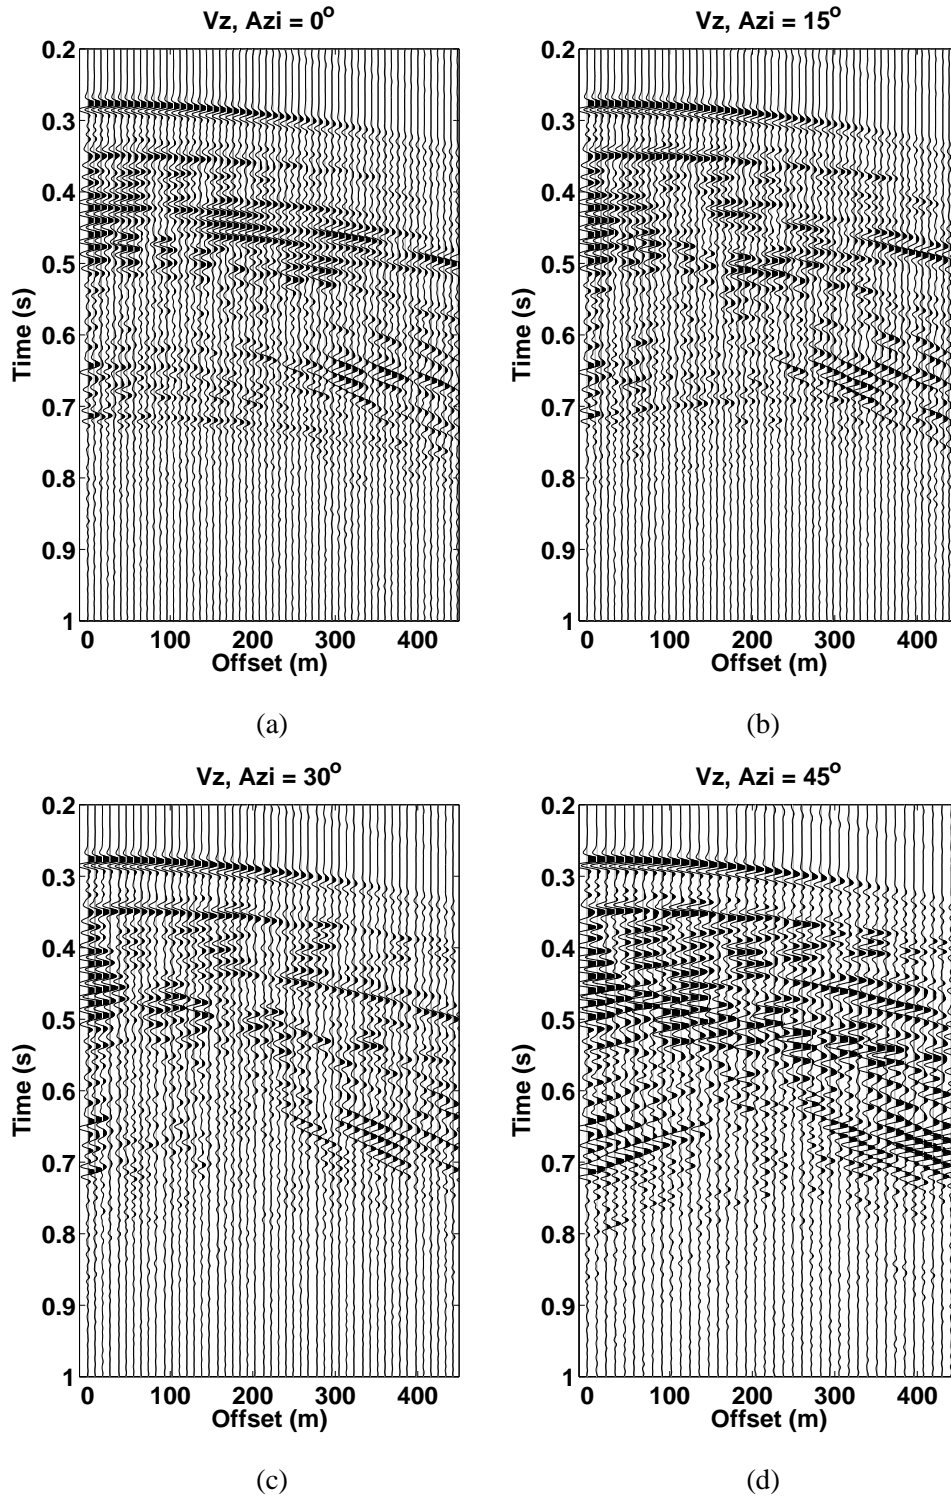 Vz, Azi = 0°
0.2
0.3
0.4
0.5
0.6
0.7
0.8
0.9
1
Time (s)
0 100 200 300 400
Offset (m)
(a)
Vz, Azi = 15°
0.2
0.3
0.4
0.5
0.6
0.7
0.8
0.9
1
Time (s)
0 100 200 300 400
Offset (m)
(b)
Vz, Azi = 30°
0.2
0.3
0.4
0.5
0.6
0.7
0.8
0.9
1
Time (s)
0 100 200 300 400
Offset (m)
(c)
Vz, Azi = 45°
0.2
0.3
0.4
0.5
0.6
0.7
0.8
0.9
1
Time (s)
0 100 200 300 400
Offset (m)
(d)